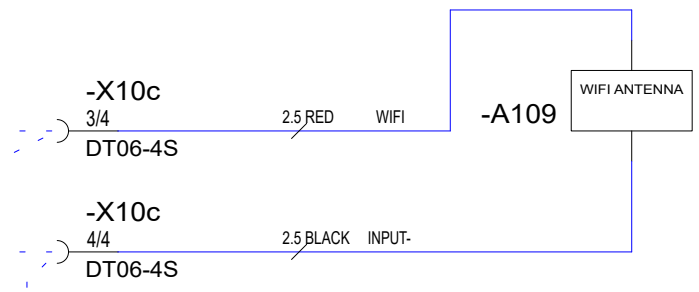 WIFI ANTENNA
-A109
-X10c
3/4
2.5 RED
WIFI
DT06-4S
-X10c
4/4
2.5 BLACK
INPUT-
DT06-4S